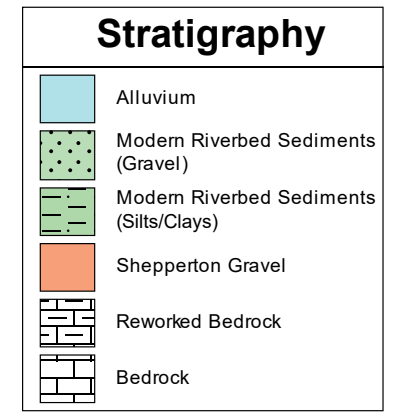 Stratigraphy
Alluvium
Modern Riverbed Sediments
(Gravel)
Modern Riverbed Sediments
(Silts/Clays)
Shepperton Gravel
Reworked Bedrock
Bedrock